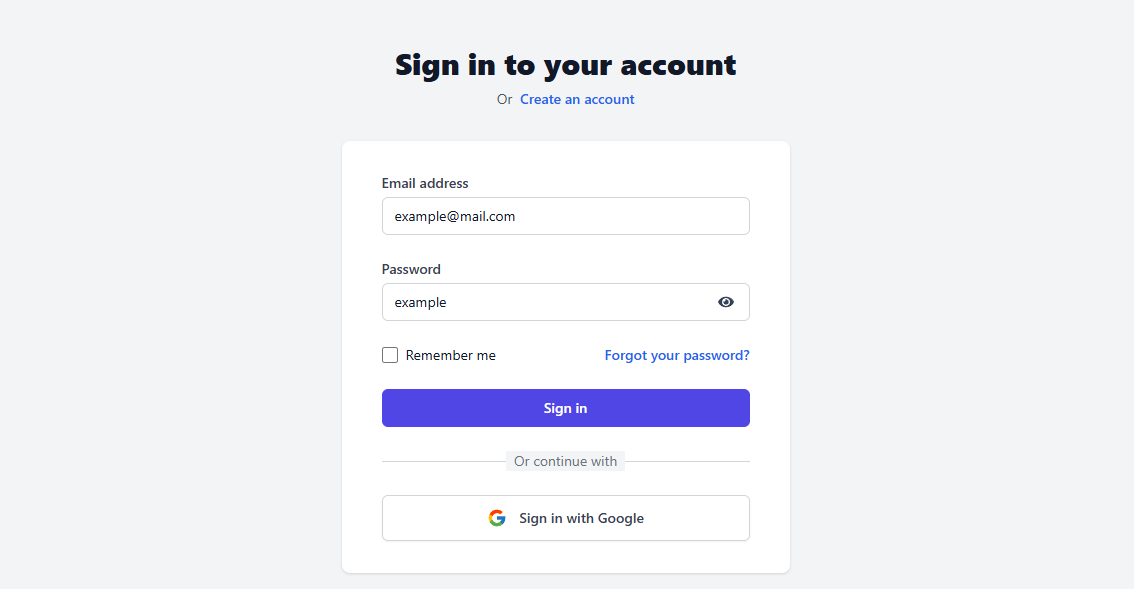 Sign in to your account
Or Create an account
Email address
example@mail.com
Password
example
Remember me Forgot your password?
Sign in
Or continue with
Sign in with Google